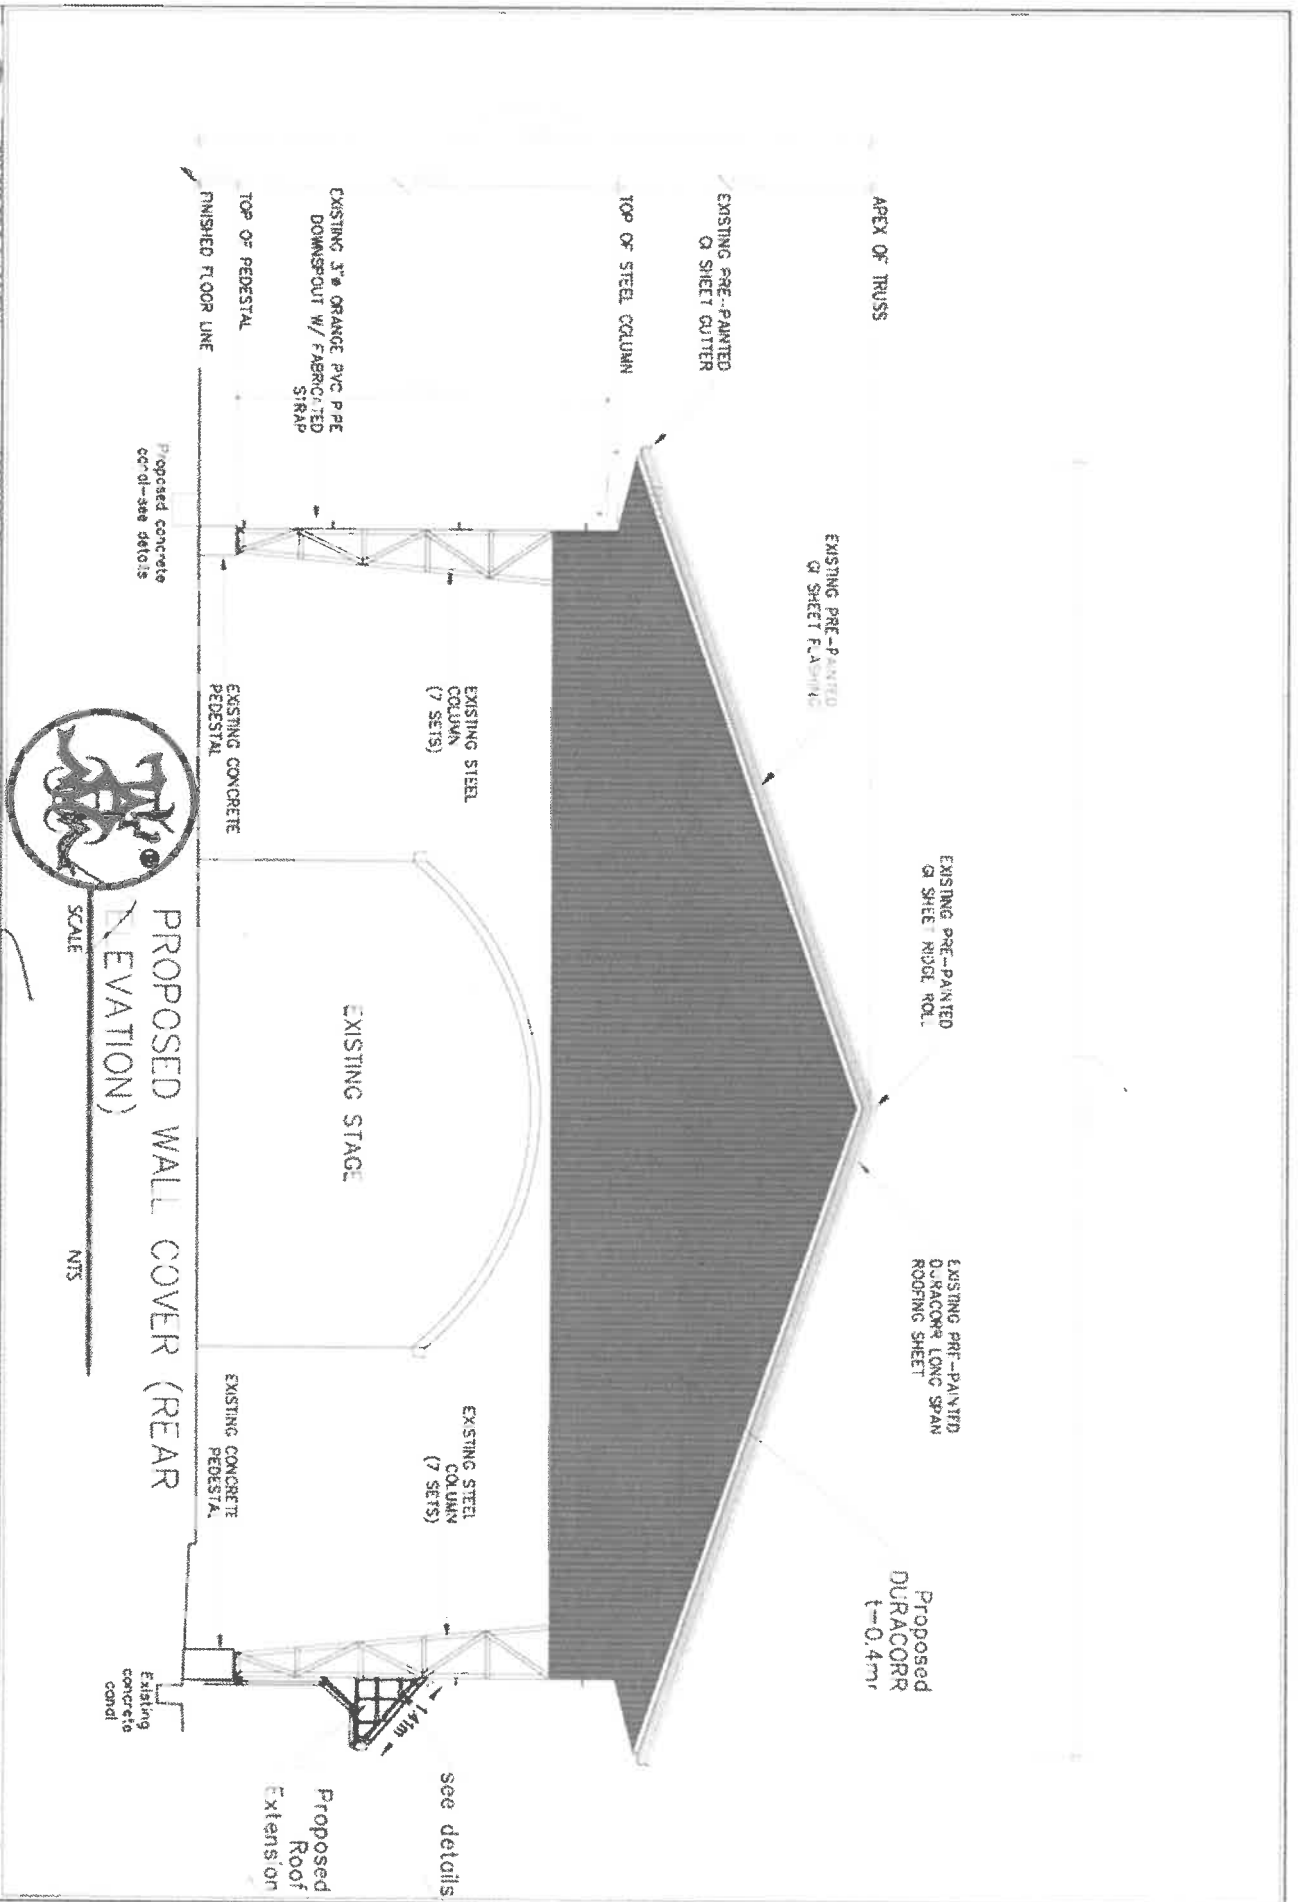 APEX OF TRUSS
EXISTING PRE-PAINTED
GI SHEET GUTTER
TOP OF STEEL COLUMN
EXISTING 3"ø ORANGE PVC PIPE
DOWNSPOUT W/ FABRICATED
STRAP
TOP OF PEDESTAL
FINISHED FLOOR LINE
Proposed concrete
canal-see details
EXISTING PRE-PAINTED
GI SHEET FLASHING
EXISTING PRE-PAINTED
GI SHEET RIDGE ROLL
EXISTING PRE-PAINTED
DURACORR LONG SPAN
ROOFING SHEET
Proposed
DURACORR
t=0.4m
EXISTING STEEL
COLUMN
(7 SETS)
EXISTING CONCRETE
PEDESTAL
EXISTING STAGE
EXISTING STEEL
COLUMN
(7 SETS)
EXISTING CONCRETE
PEDESTAL
1.41m
see details
Proposed
Roof
Extension
Existing
concrete
canal
PROPOSED WALL COVER (REAR
ELEVATION)
SCALE NTS